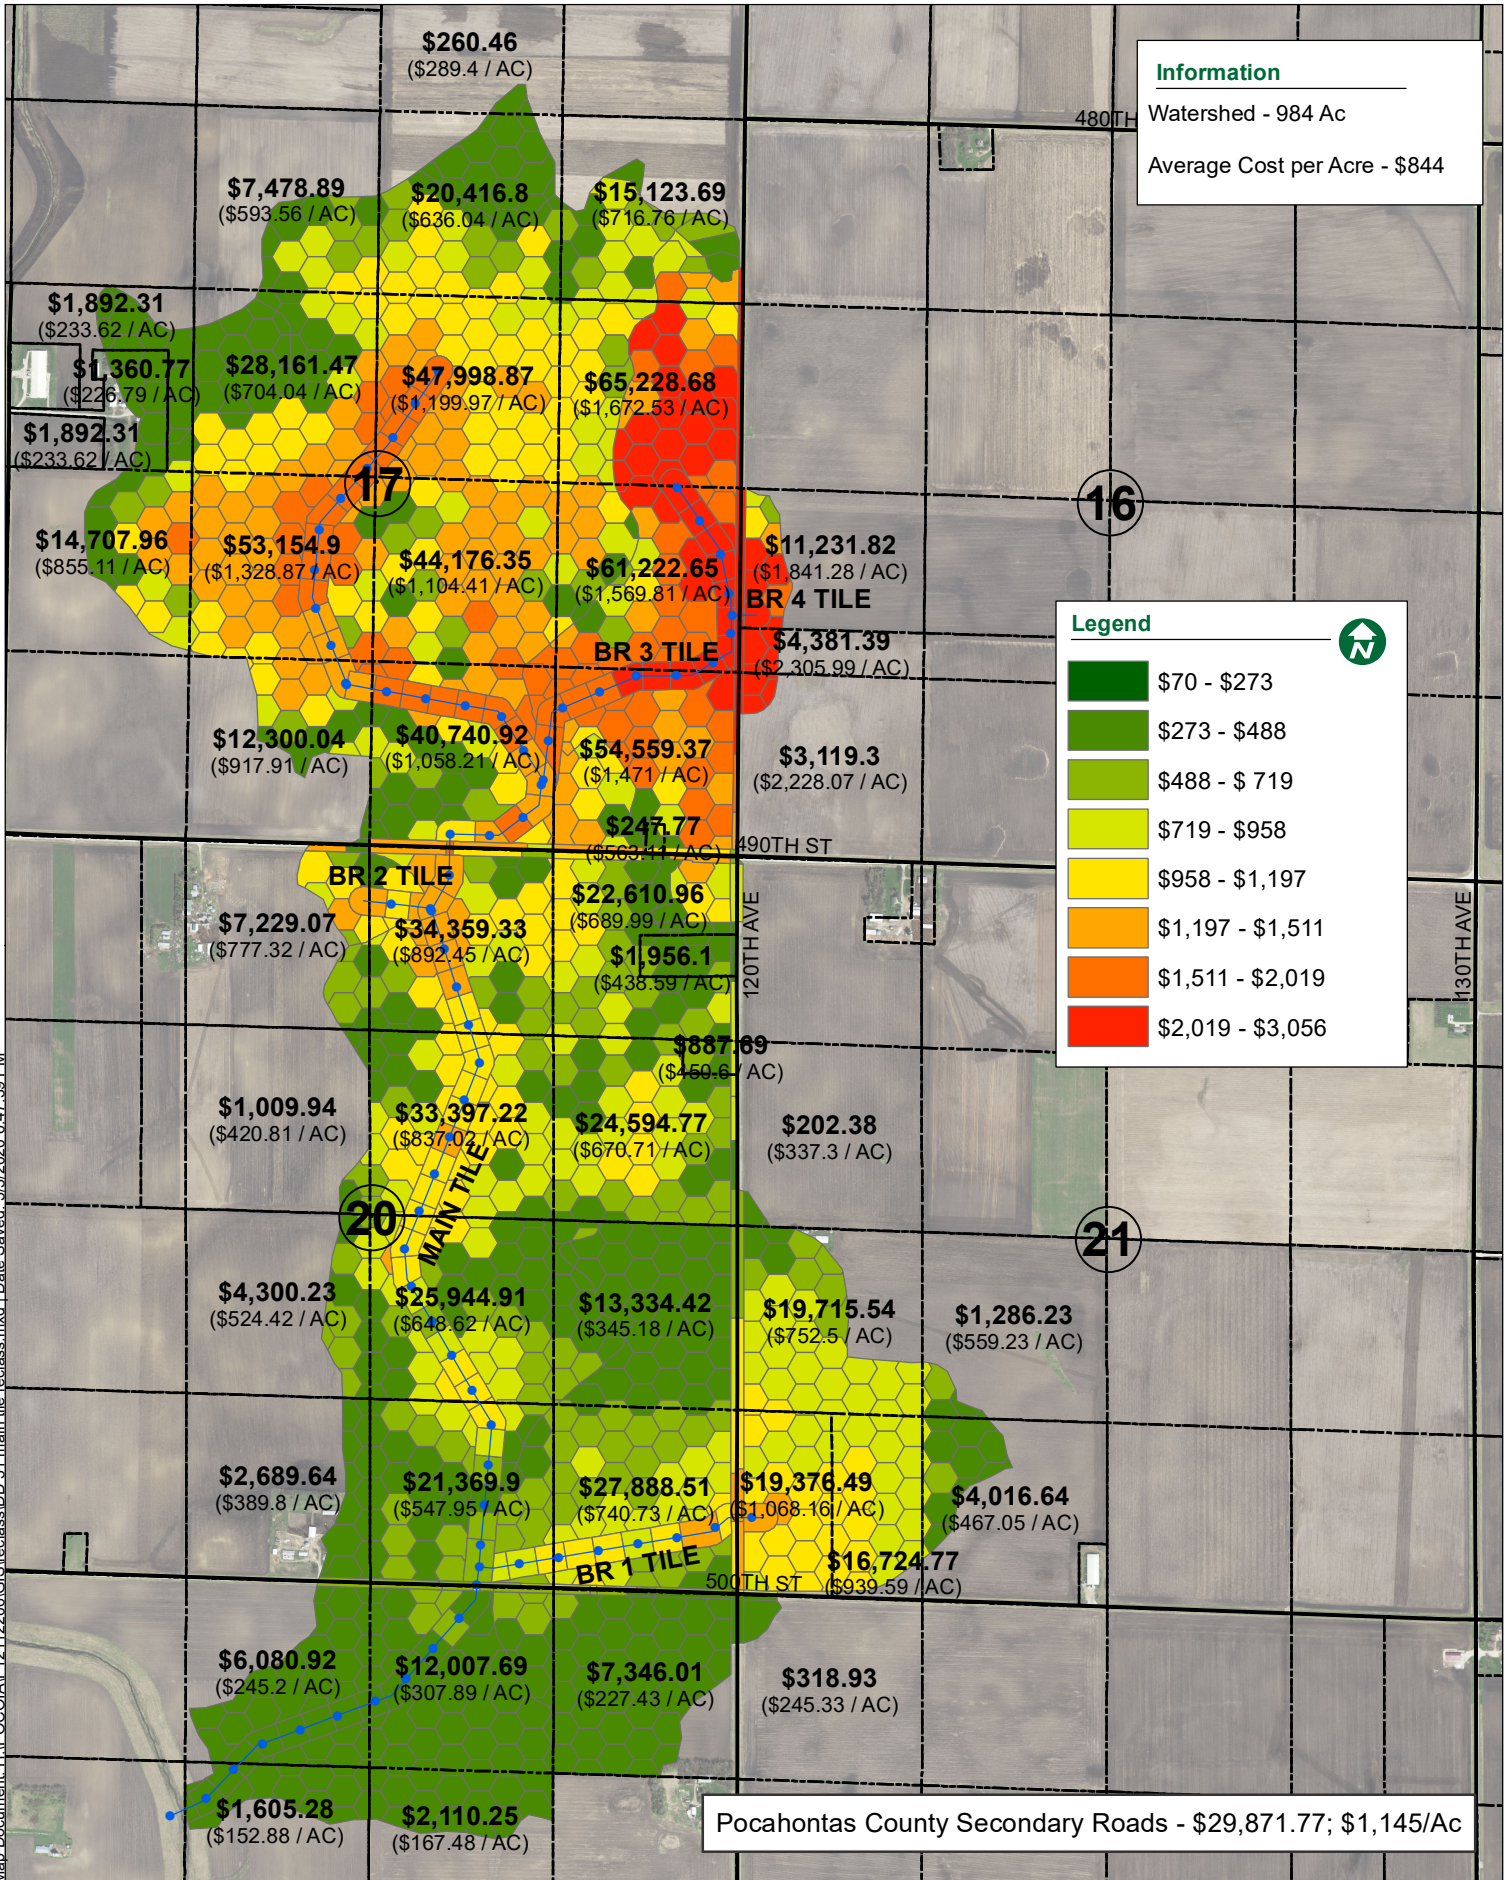 $260.46
($289.4 / AC)
Information
Watershed - 984 Ac
Average Cost per Acre - $844
480TH
$7,478.89
($593.56 / AC)
$20,416.8
($636.04 / AC)
$15,123.69
($716.76 / AC)
$1,892.31
($233.62 / AC)
$1,360.77
($226.79 / AC)
$28,161.47
($704.04 / AC)
$47,998.87
($1,199.97 / AC)
$65,228.68
($1,672.53 / AC)
$1,892.31
($233.62 / AC)
17
16
$14,707.96
($855.11 / AC)
$53,154.9
($1,328.87 / AC)
$44,176.35
($1,104.41 / AC)
$61,222.65
($1,569.81 / AC)
$11,231.82
($1,841.28 / AC)
BR 4 TILE
BR 3 TILE
$4,381.39
($2,305.99 / AC)
Legend
N
$70 - $273
$273 - $488
$488 - $ 719
$719 - $958
$958 - $1,197
$1,197 - $1,511
$1,511 - $2,019
$2,019 - $3,056
$12,300.04
($917.91 / AC)
$40,740.92
($1,058.21 / AC)
$54,559.37
($1,471 / AC)
$3,119.3
($2,228.07 / AC)
$247.77
($563.11 / AC)
490TH ST
BR 2 TILE
$7,229.07
($777.32 / AC)
$34,359.33
($892.45 / AC)
$22,610.96
($689.99 / AC)
$1,956.1
($438.59 / AC)
120TH AVE
130TH AVE
$887.69
($450.6 / AC)
$1,009.94
($420.81 / AC)
$33,397.22
($837.02 / AC)
$24,594.77
($670.71 / AC)
$202.38
($337.3 / AC)
MAIN TILE
20
21
$4,300.23
($524.42 / AC)
$25,944.91
($648.62 / AC)
$13,334.42
($345.18 / AC)
$19,715.54
($752.5 / AC)
$1,286.23
($559.23 / AC)
$2,689.64
($389.8 / AC)
$21,369.9
($547.95 / AC)
$27,888.51
($740.73 / AC)
$19,376.49
($1,068.16 / AC)
$4,016.64
($467.05 / AC)
BR 1 TILE
$16,724.77
($939.59 / AC)
500TH ST
$6,080.92
($245.2 / AC)
$12,007.69
($307.89 / AC)
$7,346.01
($227.43 / AC)
$318.93
($245.33 / AC)
$1,605.28
($152.88 / AC)
$2,110.25
($167.48 / AC)
Pocahontas County Secondary Roads - $29,871.77; $1,145/Ac